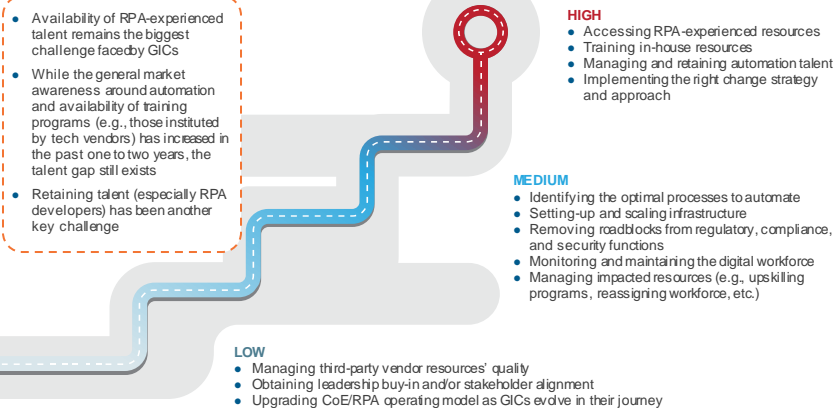 Availability of RPA-experienced
talent remains the biggest
challenge faced by GICs
While the general market
awareness around automation
and availability of training
programs (e.g., those instituted
by tech vendors) has increased in
the past one to two years, the
talent gap still exists
Retaining talent (especially RPA
developers) has been another
key challenge
HIGH
Accessing RPA-experienced resources
Training in-house resources
Managing and retaining automation talent
Implementing the right change strategy
and approach
MEDIUM
Identifying the optimal processes to automate
Setting-up and scaling infrastructure
Removing roadblocks from regulatory, compliance,
and security functions
Monitoring and maintaining the digital workforce
Managing impacted resources (e.g., upskilling
programs, reassigning workforce, etc.)
LOW
Managing third-party vendor resources’ quality
Obtaining leadership buy-in and/or stakeholder alignment
Upgrading CoE/RPA operating model as GICs evolve in their journey